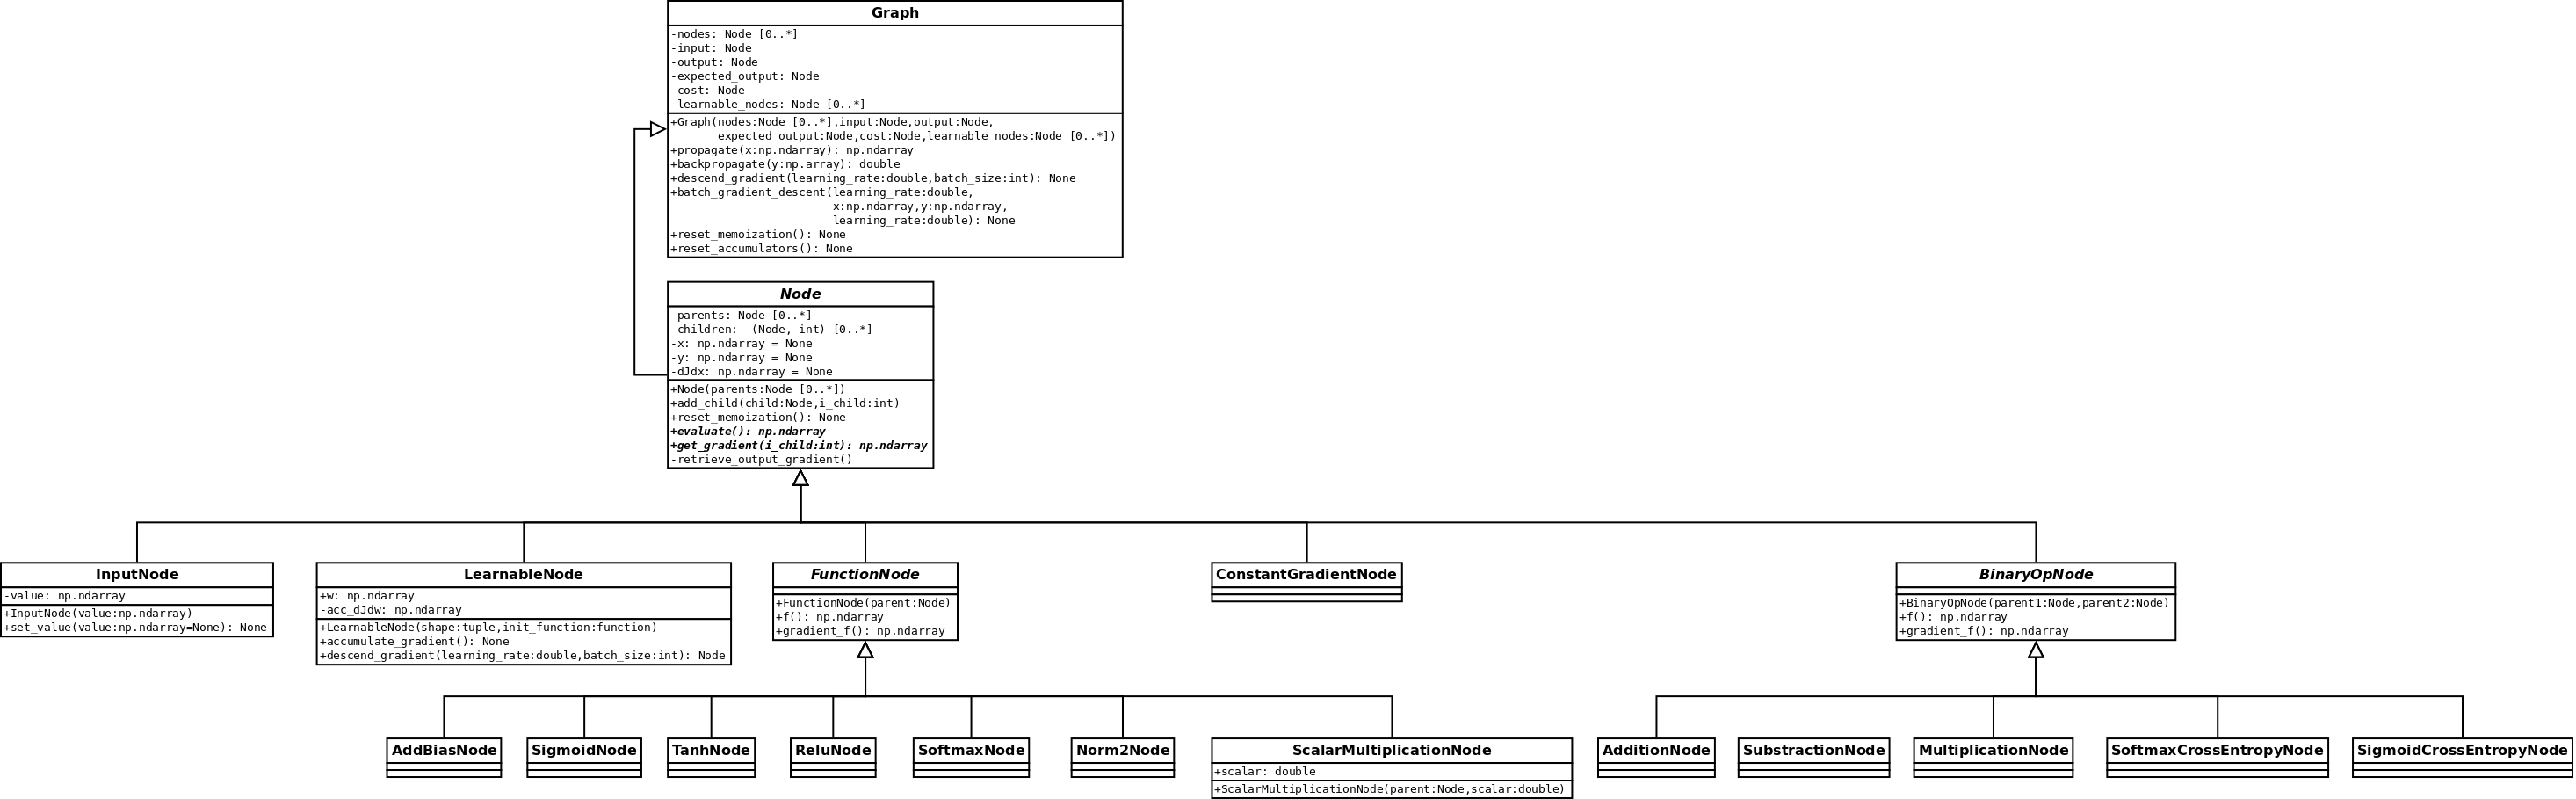 Graph
-nodes: Node [0..*]
-input: Node
-output: Node
-expected_output: Node
-cost: Node
-learnable_nodes: Node [0..*]
+Graph(nodes:Node [0..*],input:Node,output:Node,
expected_output:Node,cost:Node,learnable_nodes:Node [0..*])
+propagate(x:np.ndarray): np.ndarray
+backpropagate(y:np.array): double
+descend_gradient(learning_rate:double,batch_size:int): None
+batch_gradient_descent(learning_rate:double,
x:np.ndarray,y:np.ndarray,
learning_rate:double): None
+reset_memoization(): None
+reset_accumulators(): None
Node
-parents: Node [0..*]
-children:  (Node, int) [0..*]
-x: np.ndarray = None
-y: np.ndarray = None
-dJdx: np.ndarray = None
+Node(parents:Node [0..*])
+add_child(child:Node,i_child:int)
+reset_memoization(): None
+evaluate(): np.ndarray
+get_gradient(i_child:int): np.ndarray
-retrieve_output_gradient()
InputNode
-value: np.ndarray
+InputNode(value:np.ndarray)
+set_value(value:np.ndarray=None): None
LearnableNode
+w: np.ndarray
-acc_dJdw: np.ndarray
+LearnableNode(shape:tuple,init_function:function)
+accumulate_gradient(): None
+descend_gradient(learning_rate:double,batch_size:int): Node
FunctionNode
+FunctionNode(parent:Node)
+f(): np.ndarray
+gradient_f(): np.ndarray
ConstantGradientNode
BinaryOpNode
+BinaryOpNode(parent1:Node,parent2:Node)
+f(): np.ndarray
+gradient_f(): np.ndarray
AddBiasNode
SigmoidNode
TanhNode
ReluNode
SoftmaxNode
Norm2Node
ScalarMultiplicationNode
+scalar: double
+ScalarMultiplicationNode(parent:Node,scalar:double)
AdditionNode
SubstractionNode
MultiplicationNode
SoftmaxCrossEntropyNode
SigmoidCrossEntropyNode